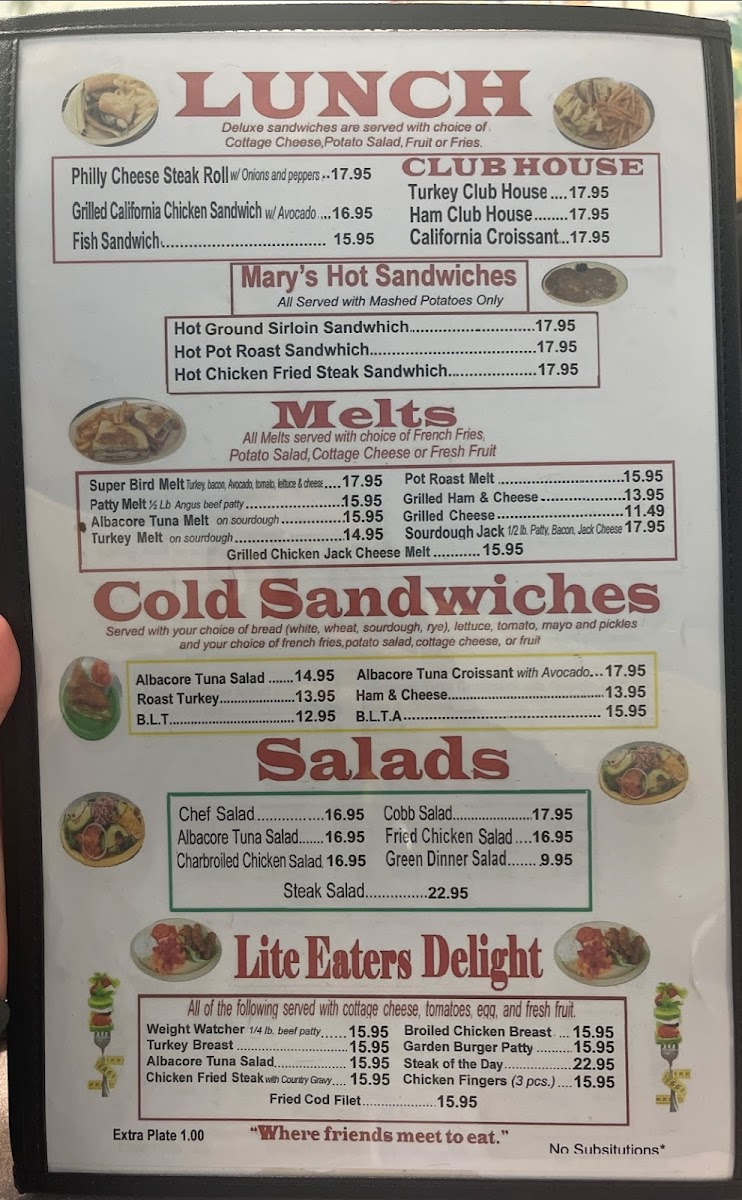 LUNCH
Deluxe sandwiches are served with choice of
Cottage Cheese,Potato Salad,Fruit or Fries.
Philly Cheese Steak Roll w/ Onions and peppers ..17.95
Grilled California Chicken Sandwich w/ Avocado ...16.95
Fish Sandwich.................................... 15.95
CLUB HOUSE
Turkey Club House ....17.95
Ham Club House........17.95
California Croissant...17.95
Mary's Hot Sandwiches
All Served with Mashed Potatoes Only
Hot Ground Sirloin Sandwhich..............................17.95
Hot Pot Roast Sandwhich........................................17.95
Hot Chicken Fried Steak Sandwhich.....................17.95
Melts
All Melts served with choice of French Fries,
Potato Salad,Cottage Cheese or Fresh Fruit
Super Bird Melt Turkey, bacon, Avocado, tomato, lettuce & cheese....17.95
Patty Melt ½ Lb Angus beef patty.......................15.95
Albacore Tuna Melt on sourdough ..............15.95
Turkey Melt on sourdough.........................14.95
Pot Roast Melt ..............................15.95
Grilled Ham & Cheese....................13.95
Grilled Cheese...............................11.49
Sourdough Jack 1/2 lb. Patty, Bacon, Jack Cheese 17.95
Grilled Chicken Jack Cheese Melt ........... 15.95
Cold Sandwiches
Served with your choice of bread (white, wheat, sourdough, rye), lettuce, tomato, mayo and pickles
and your choice of french fries,potato salad,cottage cheese, or fruit
Albacore Tuna Salad .......14.95
Roast Turkey......................13.95
B.L.T...................................12.95
Albacore Tuna Croissant with Avocado...17.95
Ham & Cheese.......................................13.95
B.L.T.A............................................... 15.95
Salads
Chef Salad.................16.95
Albacore Tuna Salad.......16.95
Charbroiled Chicken Salad 16.95
Cobb Salad.....................17.95
Fried Chicken Salad ....16.95
Green Dinner Salad....... 9.95
Steak Salad...............22.95
Lite Eaters Delight
All of the following served with cottage cheese, tomatoes, egg, and fresh fruit.
Weight Watcher 1/4 lb. beef patty...... 15.95
Turkey Breast ............................. 15.95
Albacore Tuna Salad................... 15.95
Chicken Fried Steak with Country Gravy.... 15.95
Broiled Chicken Breast .... 15.95
Garden Burger Patty .......... 15.95
Steak of the Day.................22.95
Chicken Fingers (3 pcs.) ....15.95
Fried Cod Filet....................15.95
Extra Plate 1.00
"Where friends meet to eat."
No Subsitutions*